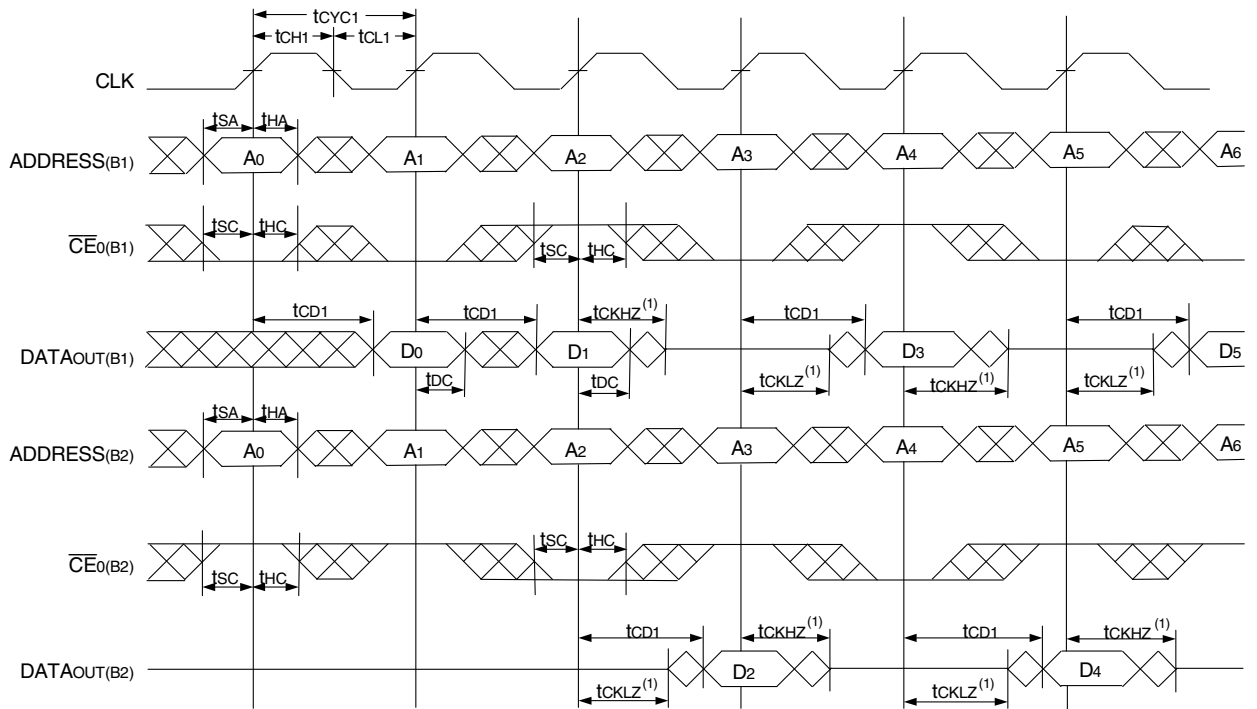 tCYC1
tCH1 tCL1
CLK
tSA tHA
ADDRESS(B1) A0 A1 A2 A3 A4 A5 A6
tSC tHC
CE0(B1)
tSC tHC
tCD1 tCD1 tCKHZ(1) tCD1 tCD1
DATAOUT(B1) D0 D1 D3 D5
tDC tDC tCKLZ(1) tCKHZ(1) tCKLZ(1)
tSA tHA
ADDRESS(B2) A0 A1 A2 A3 A4 A5 A6
tSC tHC
CE0(B2)
tSC tHC
tCD1 tCKHZ(1) tCD1 tCKHZ(1)
DATAOUT(B2) D2 D4
tCKLZ(1) tCKLZ(1)